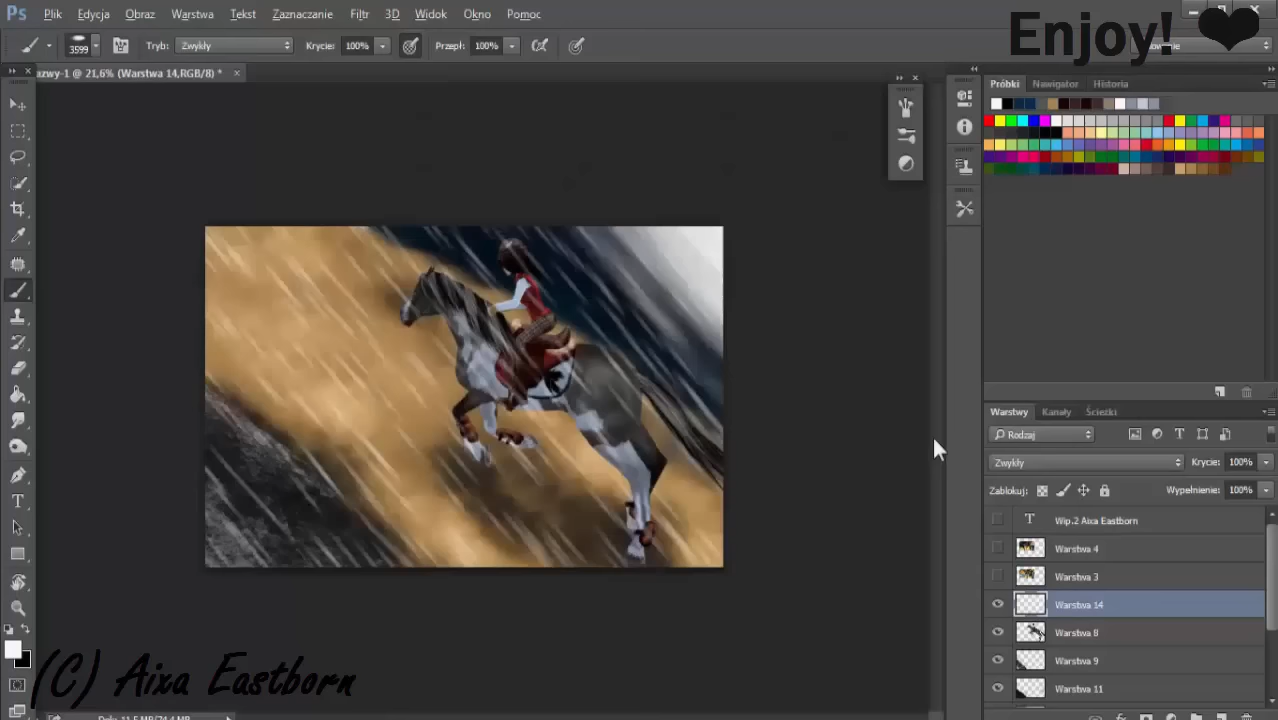 Ps Plik Edycja Obraz Warstwa Tekst Zaznaczanie Filtr 3D Widok Okno Pomoc
Enjoy!
3599 Tryb: Zwykły Krycie: 100% Przepł: 100%
azwy-1 @ 21,6% (Warstwa 14,RGB/8) * ×
Próbki Nawigator Historia
Warstwy Kanały Ścieżki
Rodzaj
Zwykły Krycie: 100%
Zablokuj: Wypełnienie: 100%
T Wip.2 Aixa Eastborn
Warstwa 4
Warstwa 3
Warstwa 14
Warstwa 8
Warstwa 9
Warstwa 11
(C) Aixa Eastborn